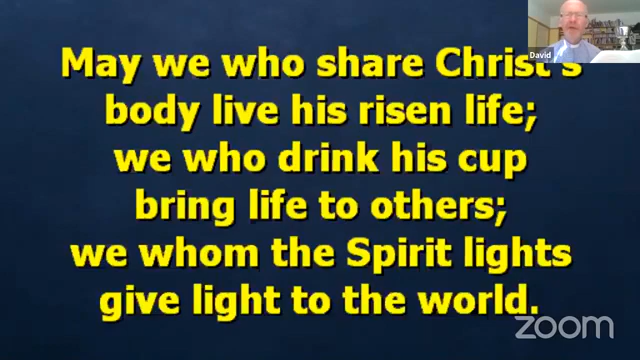 May we who share Christ's
body live his risen life;
we who drink his cup
bring life to others;
we whom the Spirit lights
give light to the world.
David
zoom